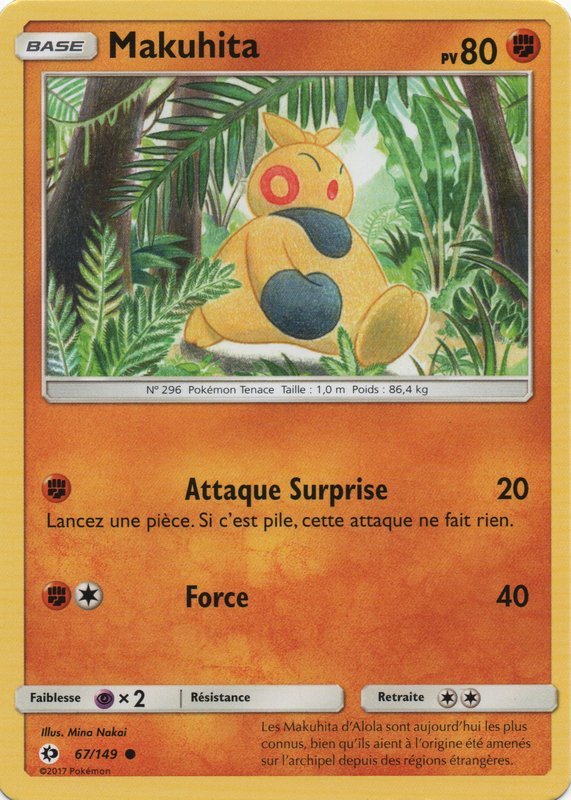 BASE Makuhita PV 80
N° 296 Pokémon Tenace Taille : 1,0 m Poids : 86,4 kg
Attaque Surprise 20
Lancez une pièce. Si c'est pile, cette attaque ne fait rien.
Force 40
Faiblesse × 2 Résistance Retraite
Illus. Mina Nakai
67/149
©2017 Pokémon
Les Makuhita d'Alola sont aujourd'hui les plus
connus, bien qu'ils aient à l'origine été amenés
sur l'archipel depuis des régions étrangères.